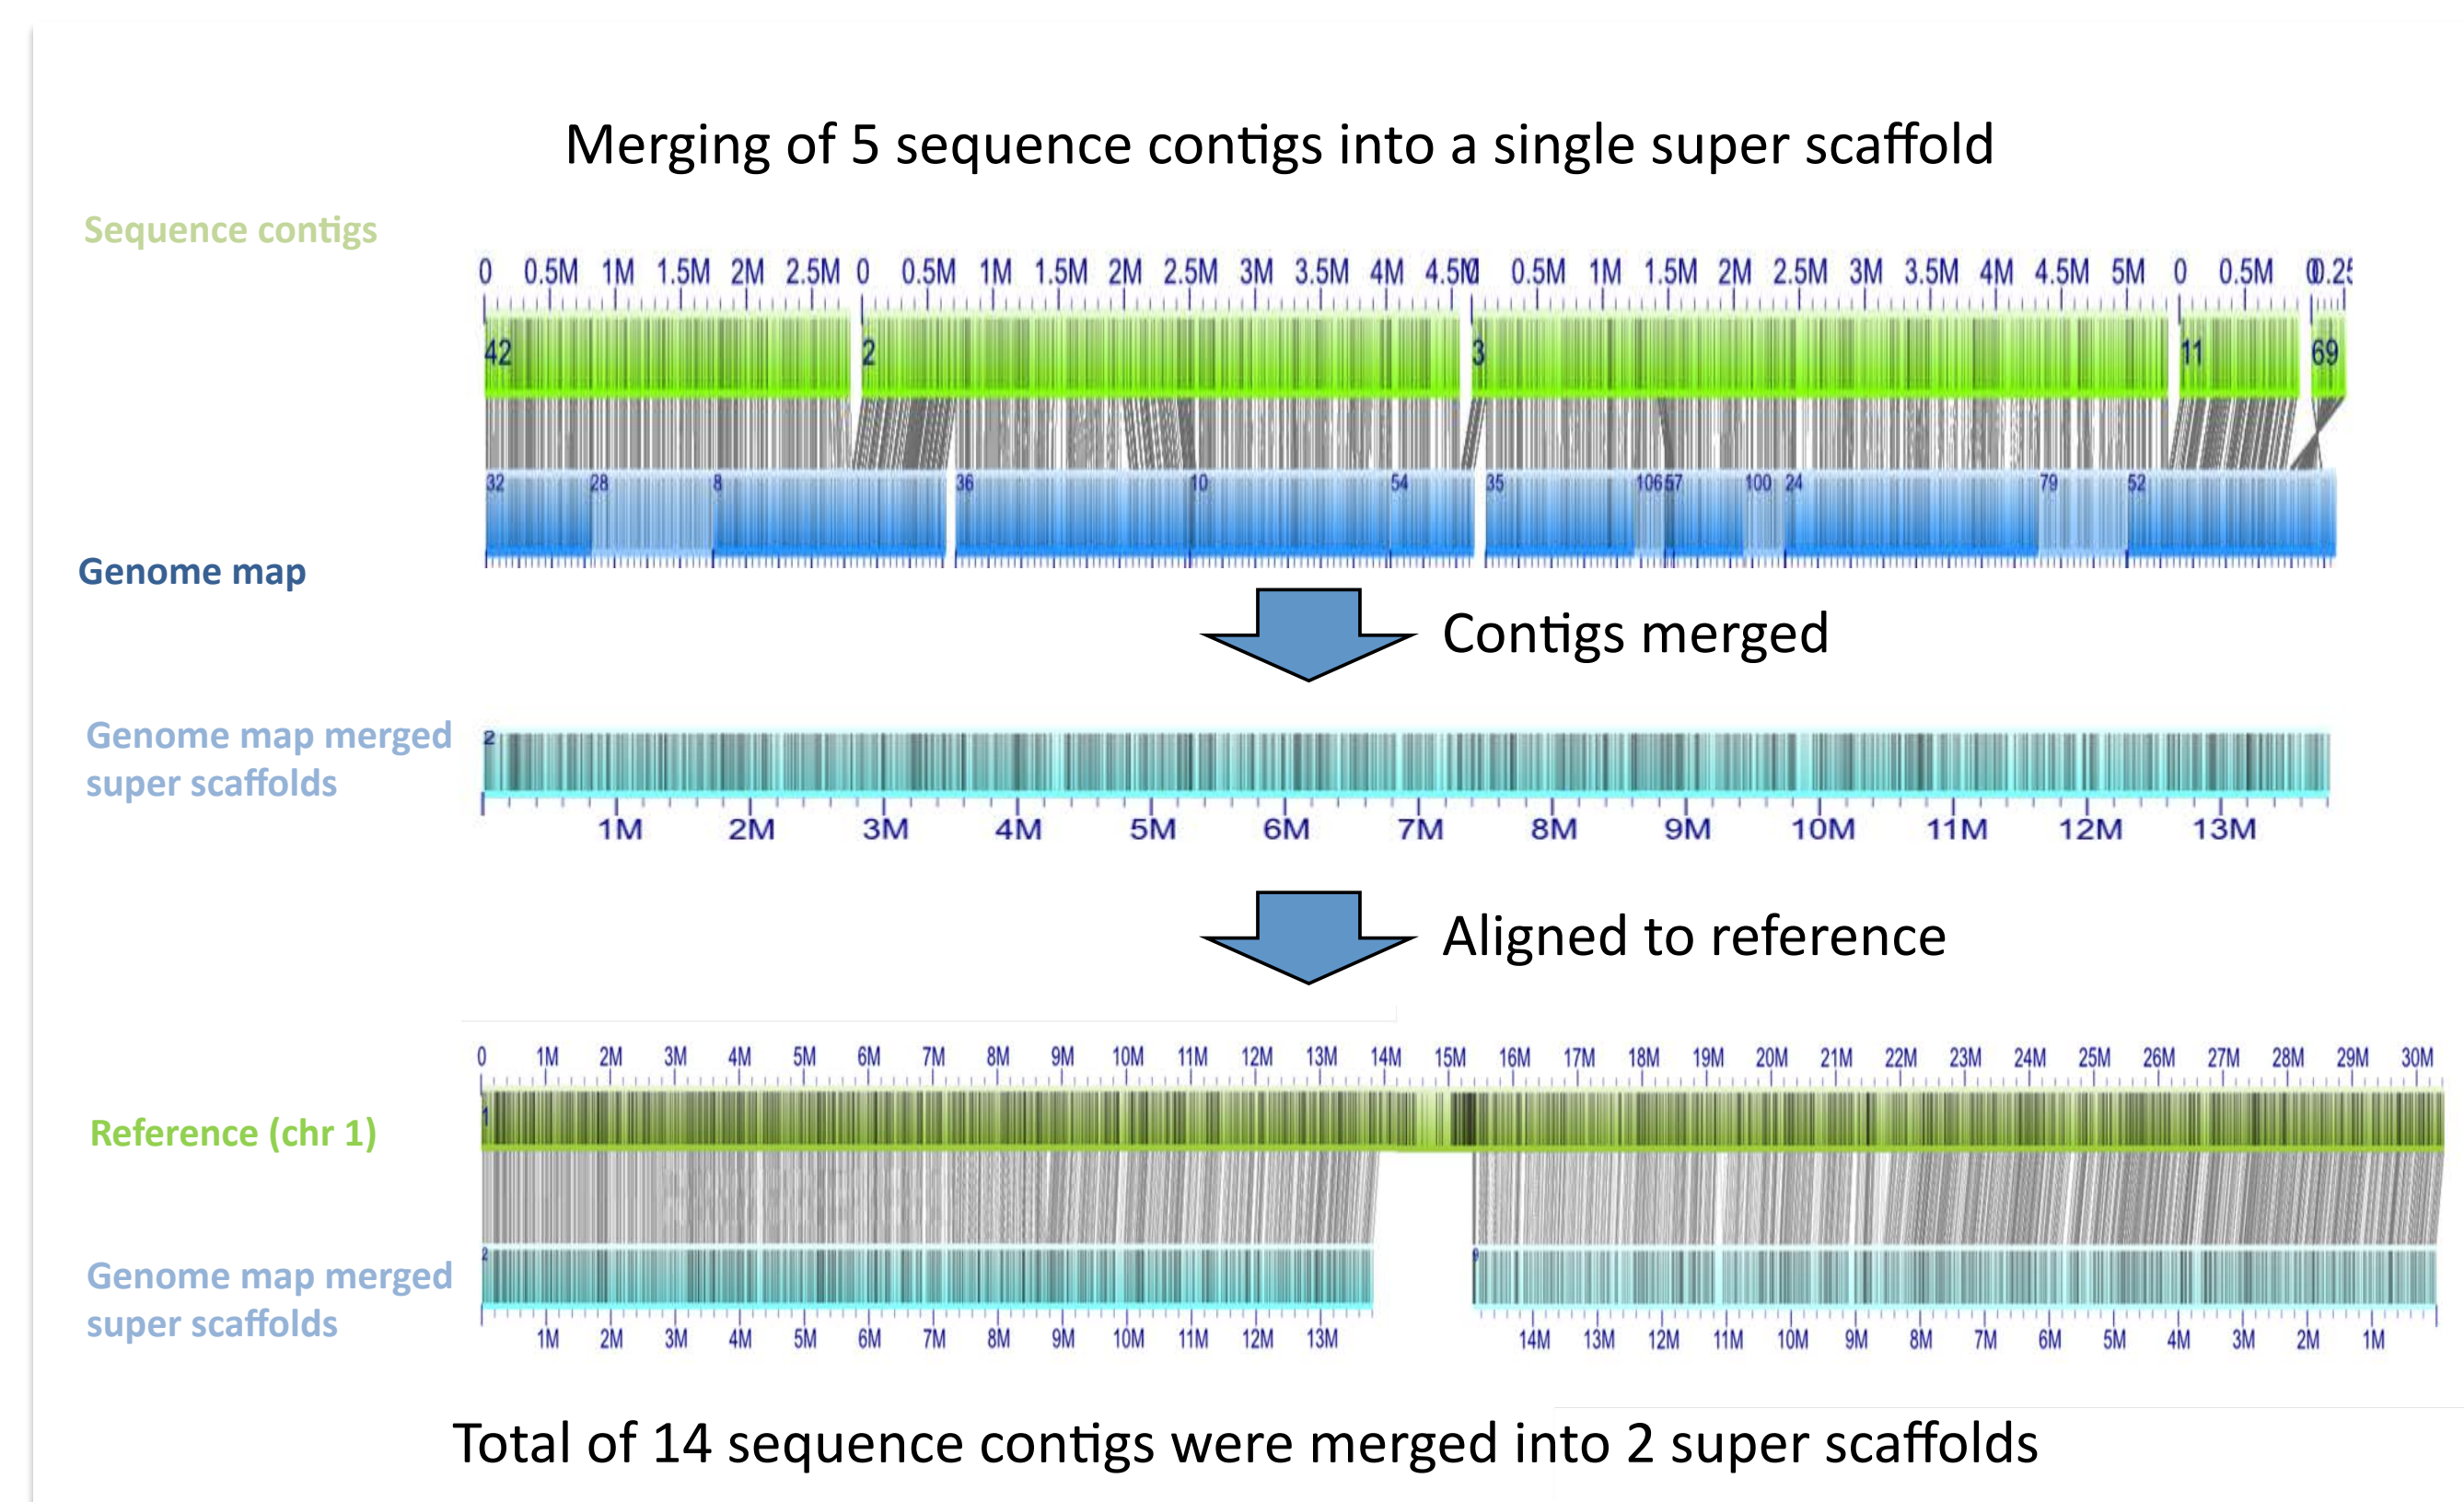 Merging of 5 sequence contigs into a single super scaffold
Sequence contigs
0 0.5M 1M 1.5M 2M 2.5M 0 0.5M 1M 1.5M 2M 2.5M 3M 3.5M 4M 4.5M 0.5M 1M 1.5M 2M 2.5M 3M 3.5M 4M 4.5M 5M 0 0.5M
42 2 3 11 69
32 28 8 36 10 54 35 106 57 100 24 79 52
Genome map
Contigs merged
Genome map merged
super scaffolds
2
1M 2M 3M 4M 5M 6M 7M 8M 9M 10M 11M 12M 13M
Aligned to reference
0 1M 2M 3M 4M 5M 6M 7M 8M 9M 10M 11M 12M 13M 14M 15M 16M 17M 18M 19M 20M 21M 22M 23M 24M 25M 26M 27M 28M 29M 30M
Reference (chr 1)
1
2
Genome map merged
super scaffolds
1M 2M 3M 4M 5M 6M 7M 8M 9M 10M 11M 12M 13M 14M 13M 12M 11M 10M 9M 8M 7M 6M 5M 4M 3M 2M 1M
Total of 14 sequence contigs were merged into 2 super scaffolds